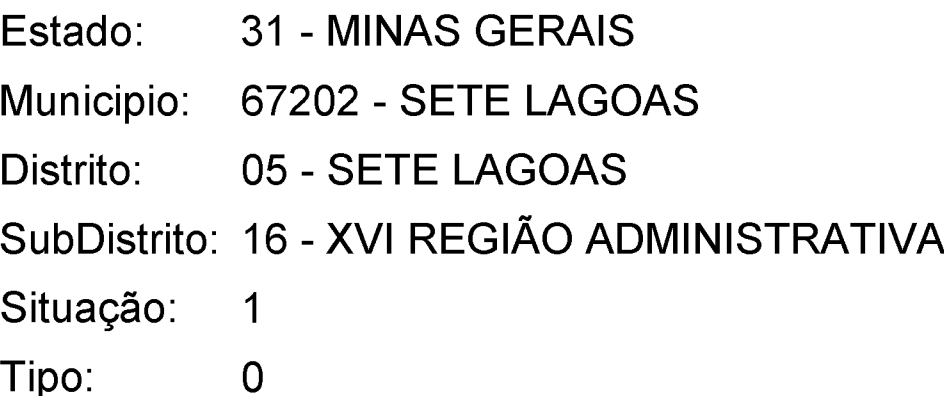 Estado: 31 - MINAS GERAIS
Municipio: 67202 - SETE LAGOAS
Distrito: 05 - SETE LAGOAS
SubDistrito: 16 - XVI REGIÃO ADMINISTRATIVA
Situação: 1
Tipo: 0